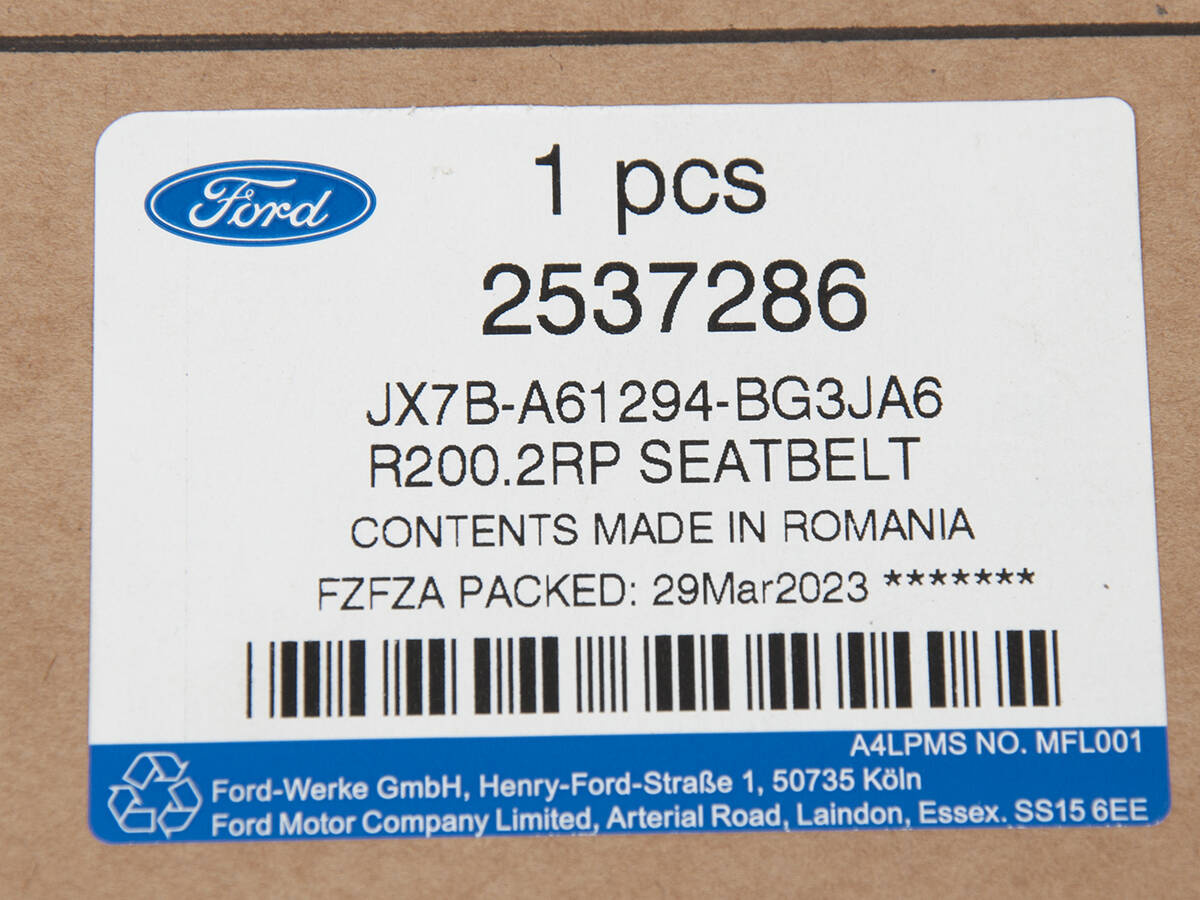 Ford
1 pcs
2537286
JX7B-A61294-BG3JA6
R200.2RP SEATBELT
CONTENTS MADE IN ROMANIA
FZFZA PACKED: 29Mar2023 *******
A4LPMS NO. MFL001
Ford-Werke GmbH, Henry-Ford-Straße 1, 50735 Köln
Ford Motor Company Limited, Arterial Road, Laindon, Essex. SS15 6EE